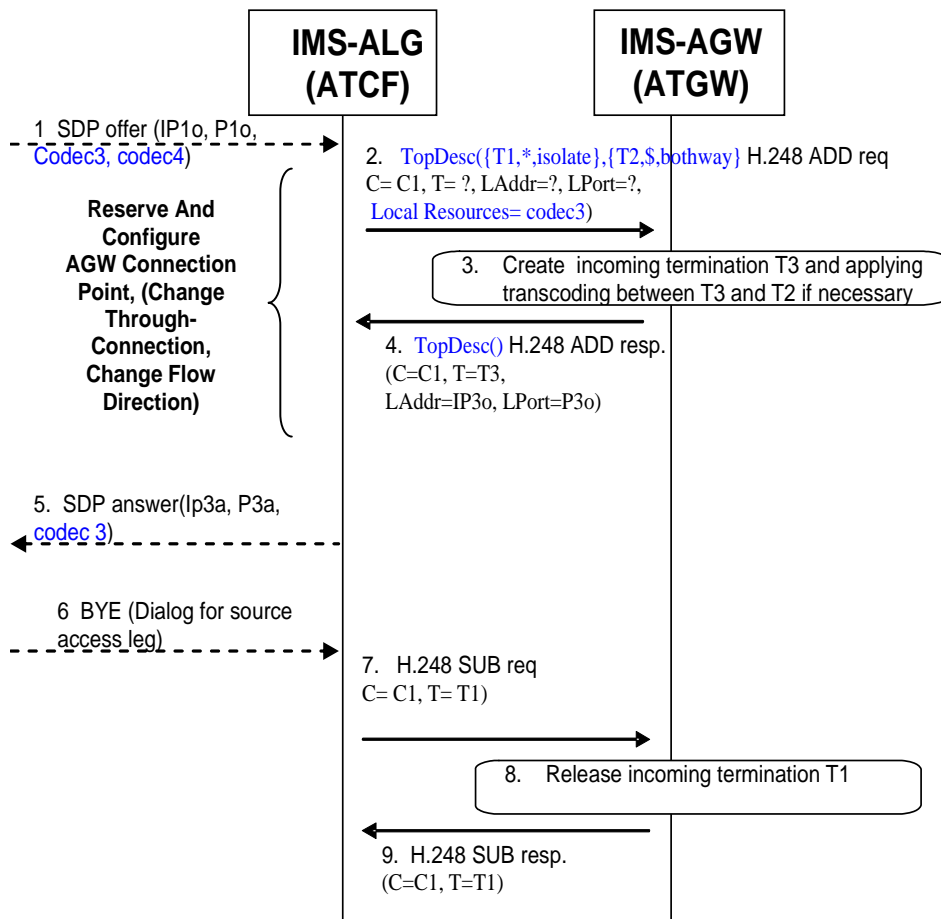 IMS-ALG
(ATCF)
IMS-AGW
(ATGW)
1 SDP offer (IP1o, P1o,
Codec3, codec4)
2. TopDesc({T1,*,isolate},{T2,$,bothway} H.248 ADD req
C= C1, T= ?, LAddr=?, LPort=?,
Local Resources= codec3)
Reserve And
Configure
AGW Connection
Point, (Change
Through-
Connection,
Change Flow
Direction)
3. Create incoming termination T3 and applying
transcoding between T3 and T2 if necessary
4. TopDesc() H.248 ADD resp.
(C=C1, T=T3,
LAddr=IP3o, LPort=P3o)
5. SDP answer(Ip3a, P3a,
codec 3)
6 BYE (Dialog for source
access leg)
7. H.248 SUB req
C= C1, T= T1)
8. Release incoming termination T1
9. H.248 SUB resp.
(C=C1, T=T1)